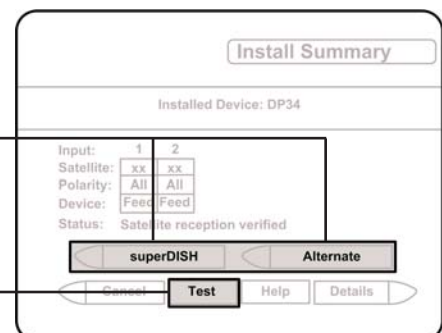 Install Summary
Installed Device: DP34
Input: 1 2
Satellite: xx xx
Polarity: All All
Device: Feed Feed
Status: Satellite reception verified
superDISH Alternate
Cancel Test Help Details